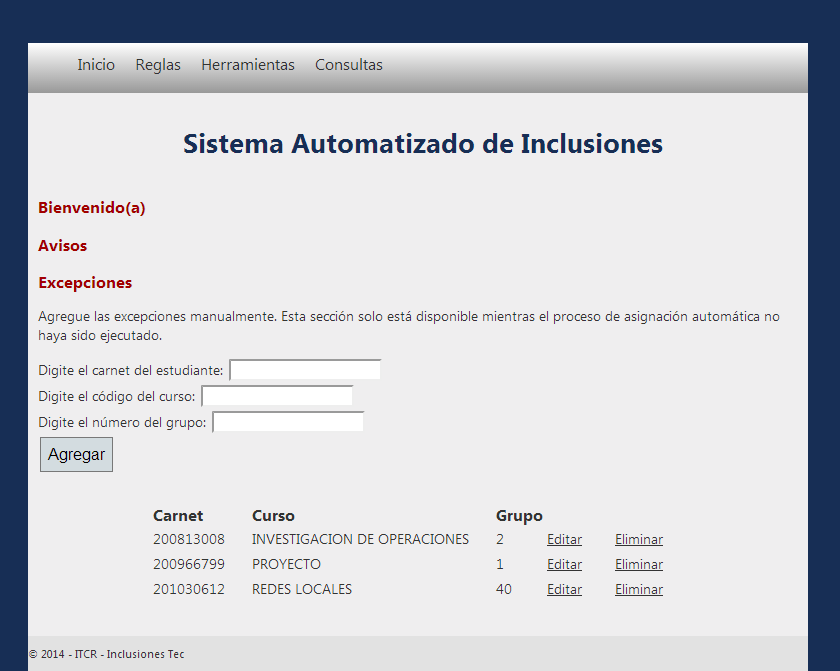 Inicio Reglas Herramientas Consultas
Sistema Automatizado de Inclusiones
Bienvenido(a)
Avisos
Excepciones
Agregue las excepciones manualmente. Esta sección solo está disponible mientras el proceso de asignación automática no
haya sido ejecutado.
Digite el carnet del estudiante:
Digite el código del curso:
Digite el número del grupo:
Agregar
Carnet Curso Grupo
200813008 INVESTIGACION DE OPERACIONES 2 Editar Eliminar
200966799 PROYECTO 1 Editar Eliminar
201030612 REDES LOCALES 40 Editar Eliminar
© 2014 - ITCR - Inclusiones Tec